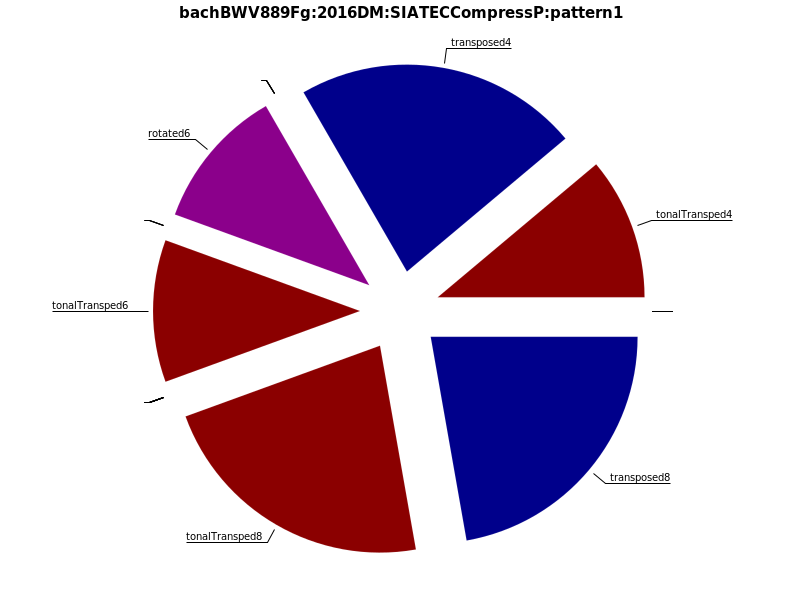 bachBWV889Fg:2016DM:SIATECCompressP:pattern1
transposed4
rotated6
tonalTransped4
tonalTransped6
transposed8
tonalTransped8